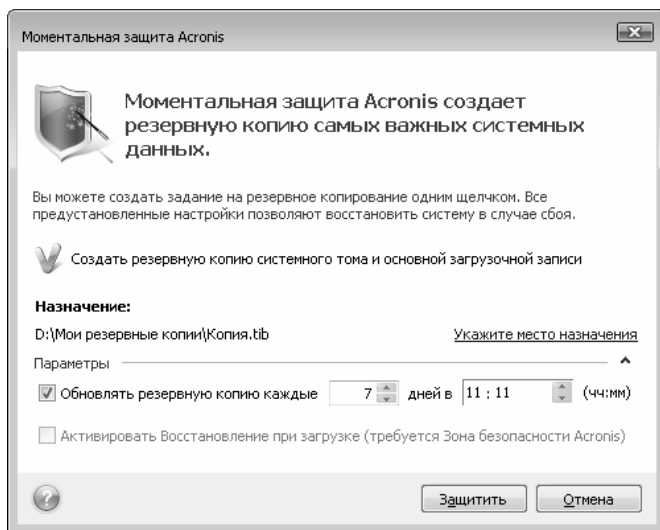 Моментальная защита Acronis
Моментальная защита Acronis создает
резервную копию самых важных системных
данных.
Вы можете создать задание на резервное копирование одним щелчком. Все
предустановленные настройки позволяют восстановить систему в случае сбоя.
Создать резервную копию системного тома и основной загрузочной записи
Назначение:
D:\Мои резервные копии\Копия.tib Укажите место назначения
Параметры
Обновлять резервную копию каждые 7 дней в 11 : 11 (чч:мм)
Активировать Восстановление при загрузке (требуется Зона безопасности Acronis)
Защитить Отмена